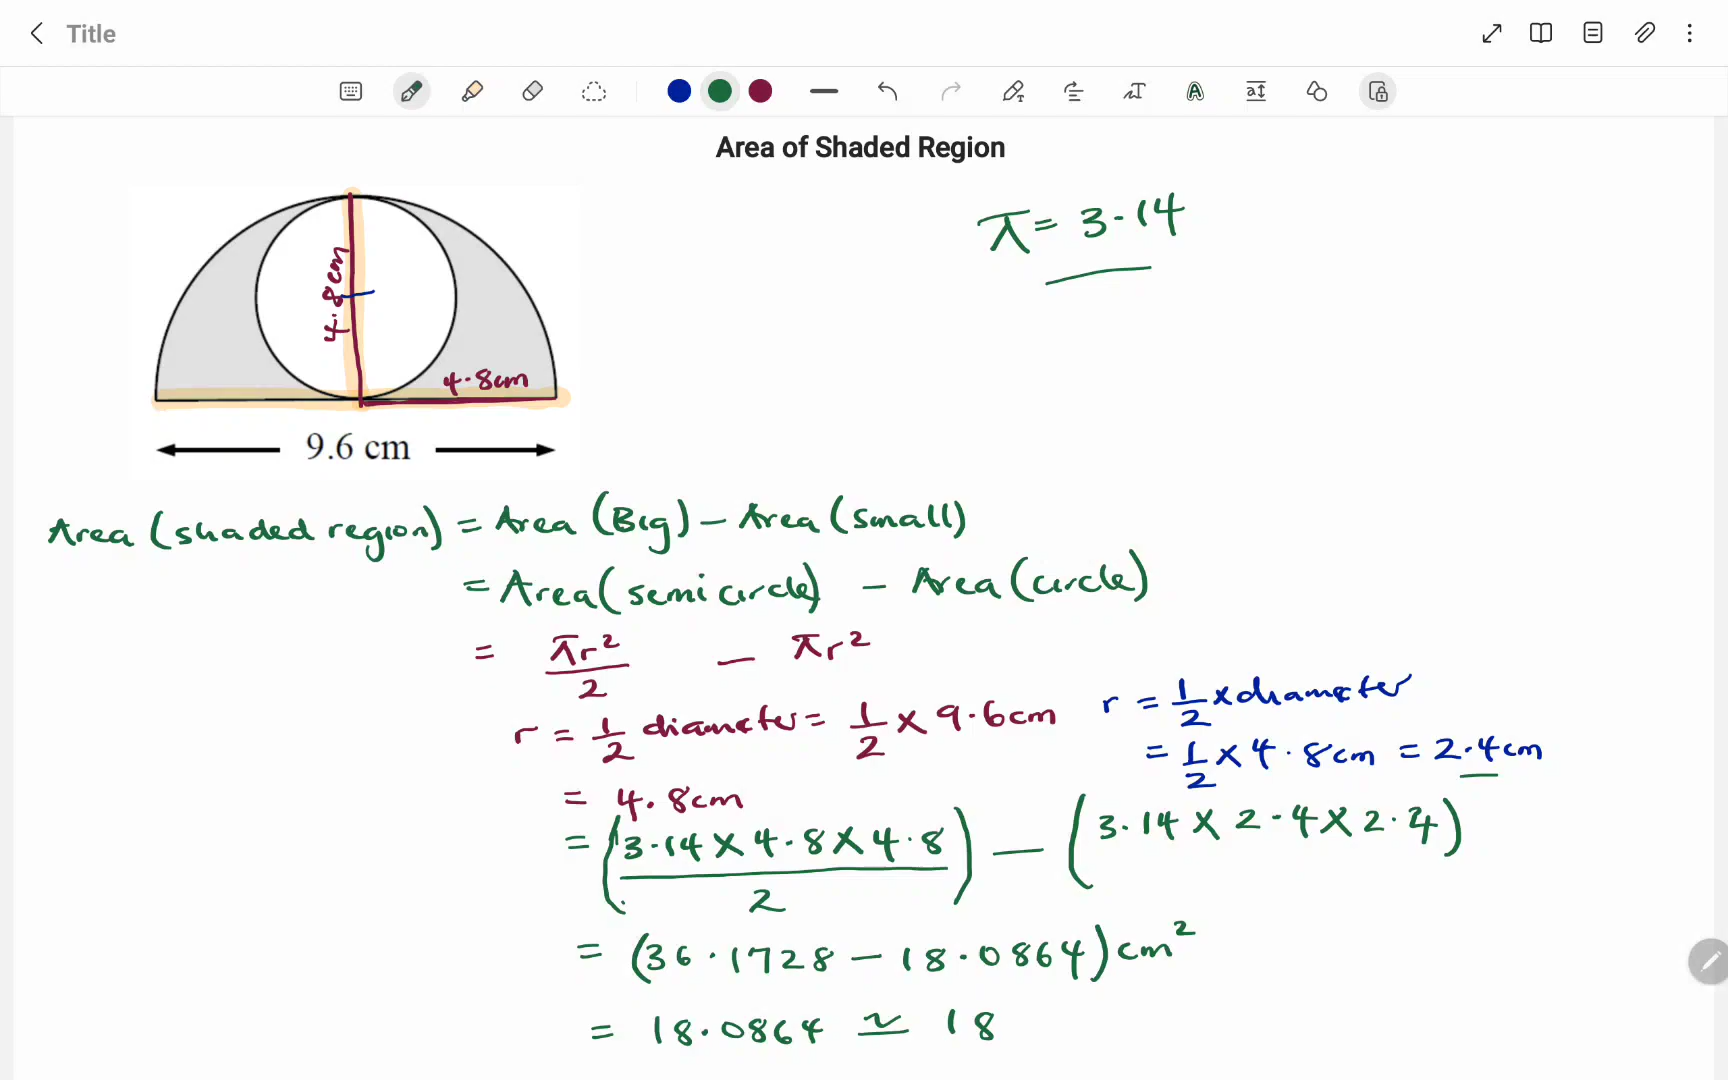 Title
Area of Shaded Region
π = 3.14
4.8cm
4.8cm
9.6 cm
Area (shaded region) = Area (Big) - Area (small)
= Area (semi circle) - Area (circle)
= πr²/2 - πr²
r = 1/2 diameter = 1/2 × 9.6cm
= 4.8cm
r = 1/2 × diameter
= 1/2 × 4.8cm = 2.4cm
= (3.14 × 4.8 × 4.8 / 2) - (3.14 × 2.4 × 2.4)
= (36.1728 - 18.0864) cm²
= 18.0864 ≃ 18